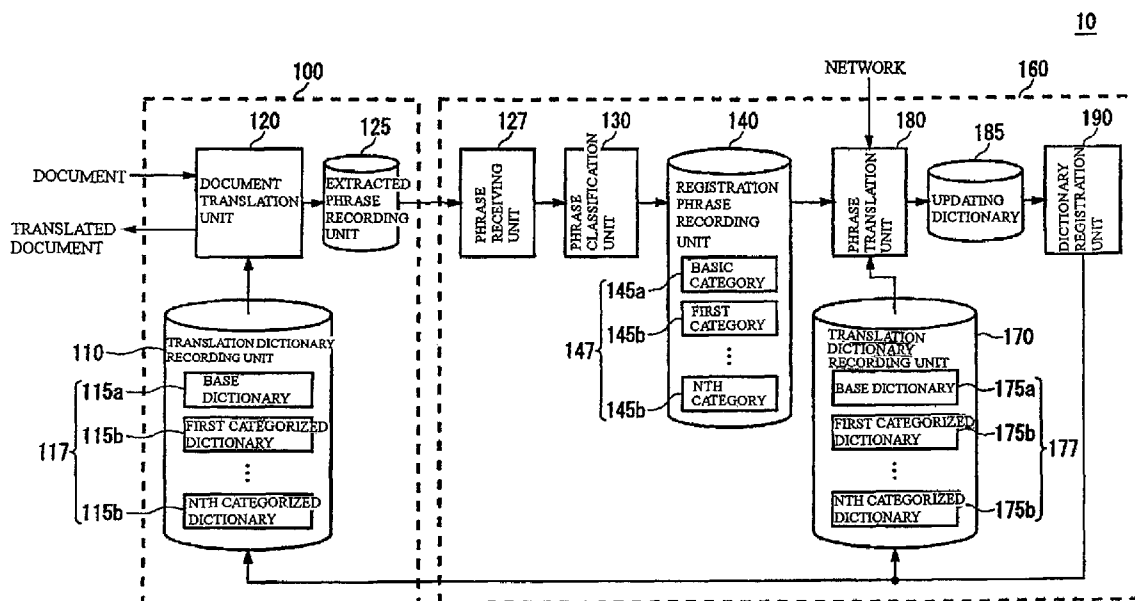 10
100
NETWORK
160
120
125
127
130
140
180
185
190
DOCUMENT
TRANSLATED
DOCUMENT
DOCUMENT
TRANSLATION
UNIT
EXTRACTED
PHRASE
RECORDING
UNIT
PHRASE
RECEIVING
UNIT
PHRASE
CLASSIFICATION
UNIT
REGISTRATION
PHRASE
RECORDING
UNIT
PHRASE
TRANSLATION
UNIT
UPDATING
DICTIONARY
DICTIONARY
REGISTRATION
UNIT
145a
BASIC
CATEGORY
145b
FIRST
CATEGORY
147
...
145b
NTH
CATEGORY
110
TRANSLATION DICTIONARY
RECORDING UNIT
115a
BASE
DICTIONARY
115b
FIRST CATEGORIZED
DICTIONARY
117
...
115b
NTH CATEGORIZED
DICTIONARY
170
TRANSLATION
DICTIONARY
RECORDING UNIT
BASE DICTIONARY
175a
FIRST CATEGORIZED
DICTIONARY
175b
177
...
NTH CATEGORIZED
DICTIONARY
175b